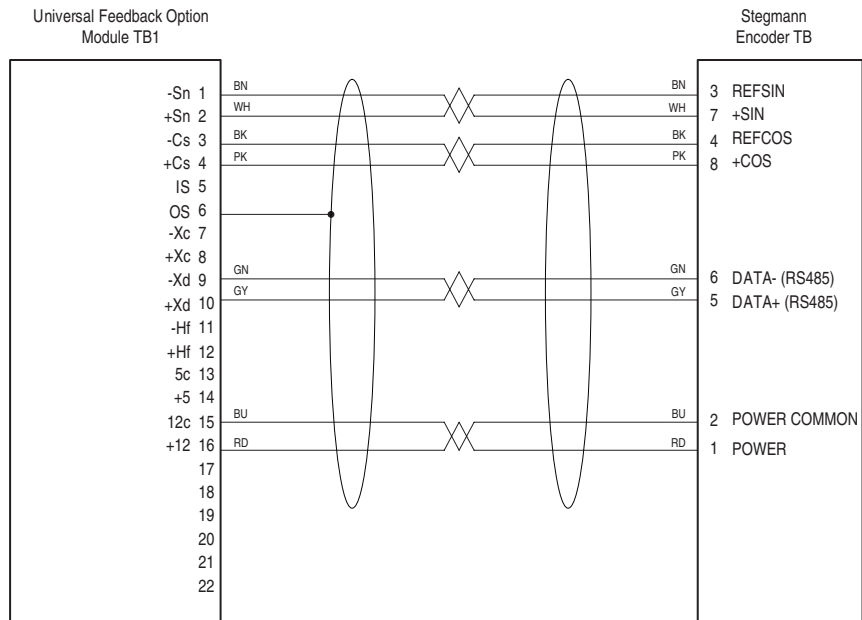 Universal Feedback Option
Module TB1
Stegmann
Encoder TB
-Sn 1 BN BN 3 REFSIN
+Sn 2 WH WH 7 +SIN
-Cs 3 BK BK 4 REFCOS
+Cs 4 PK PK 8 +COS
IS 5
OS 6
-Xc 7
+Xc 8
-Xd 9 GN GN 6 DATA- (RS485)
+Xd 10 GY GY 5 DATA+ (RS485)
-Hf 11
+Hf 12
5c 13
+5 14
12c 15 BU BU 2 POWER COMMON
+12 16 RD RD 1 POWER
17
18
19
20
21
22